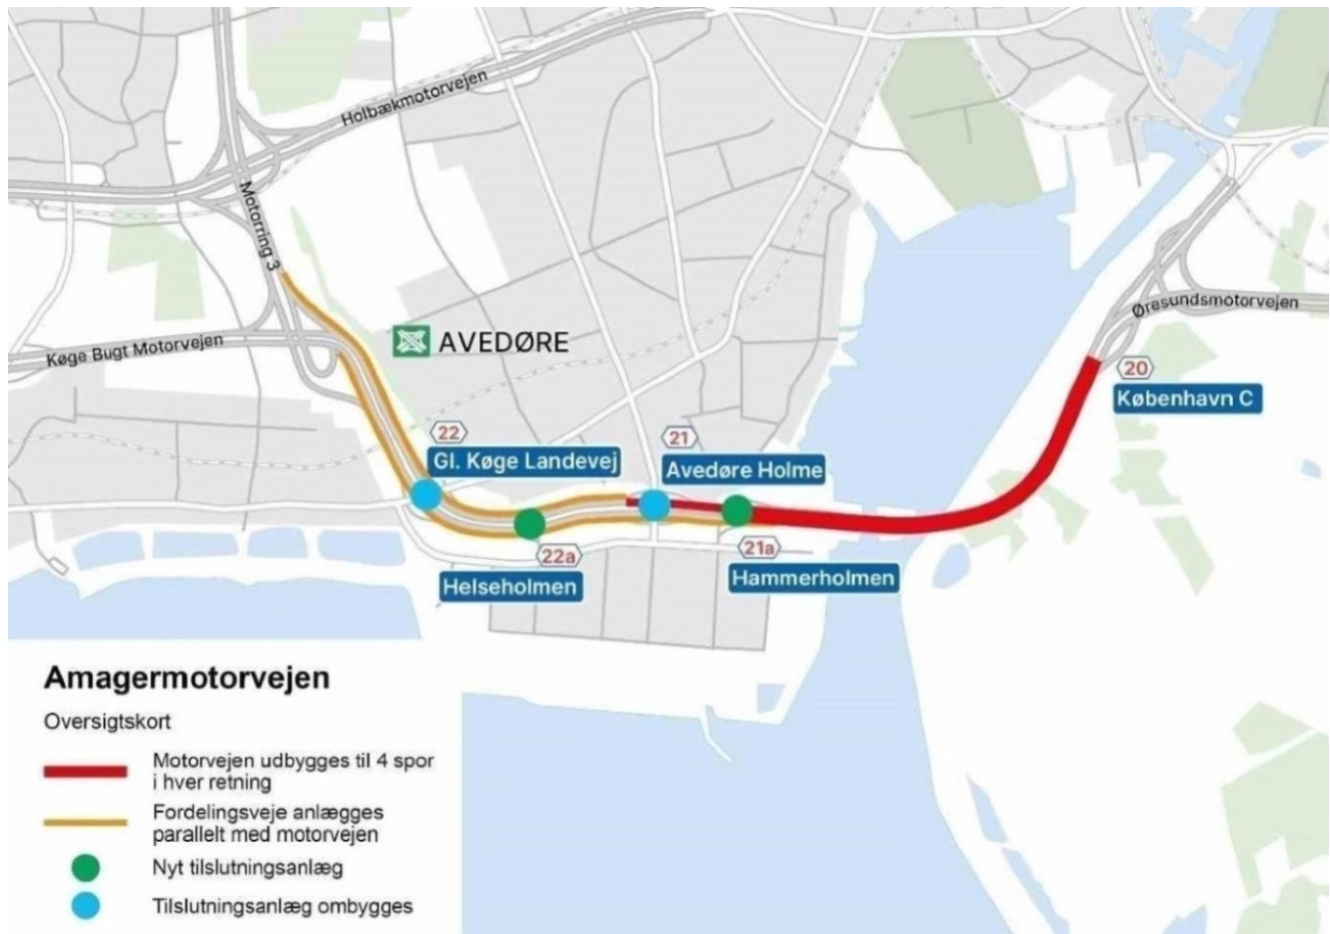 Holbækmotorvejen
Motorring 3
Øresundsmotorvejen
Køge Bugt Motorvejen
AVEDØRE
20
København C
22
Gl. Køge Landevej
21
Avedøre Holme
22a
Helseholmen
21a
Hammerholmen
Amagermotorvejen
Oversigtskort
Motorvejen udbygges til 4 spor
i hver retning
Fordelingsveje anlægges
parallelt med motorvejen
Nyt tilslutningsanlæg
Tilslutningsanlæg ombygges